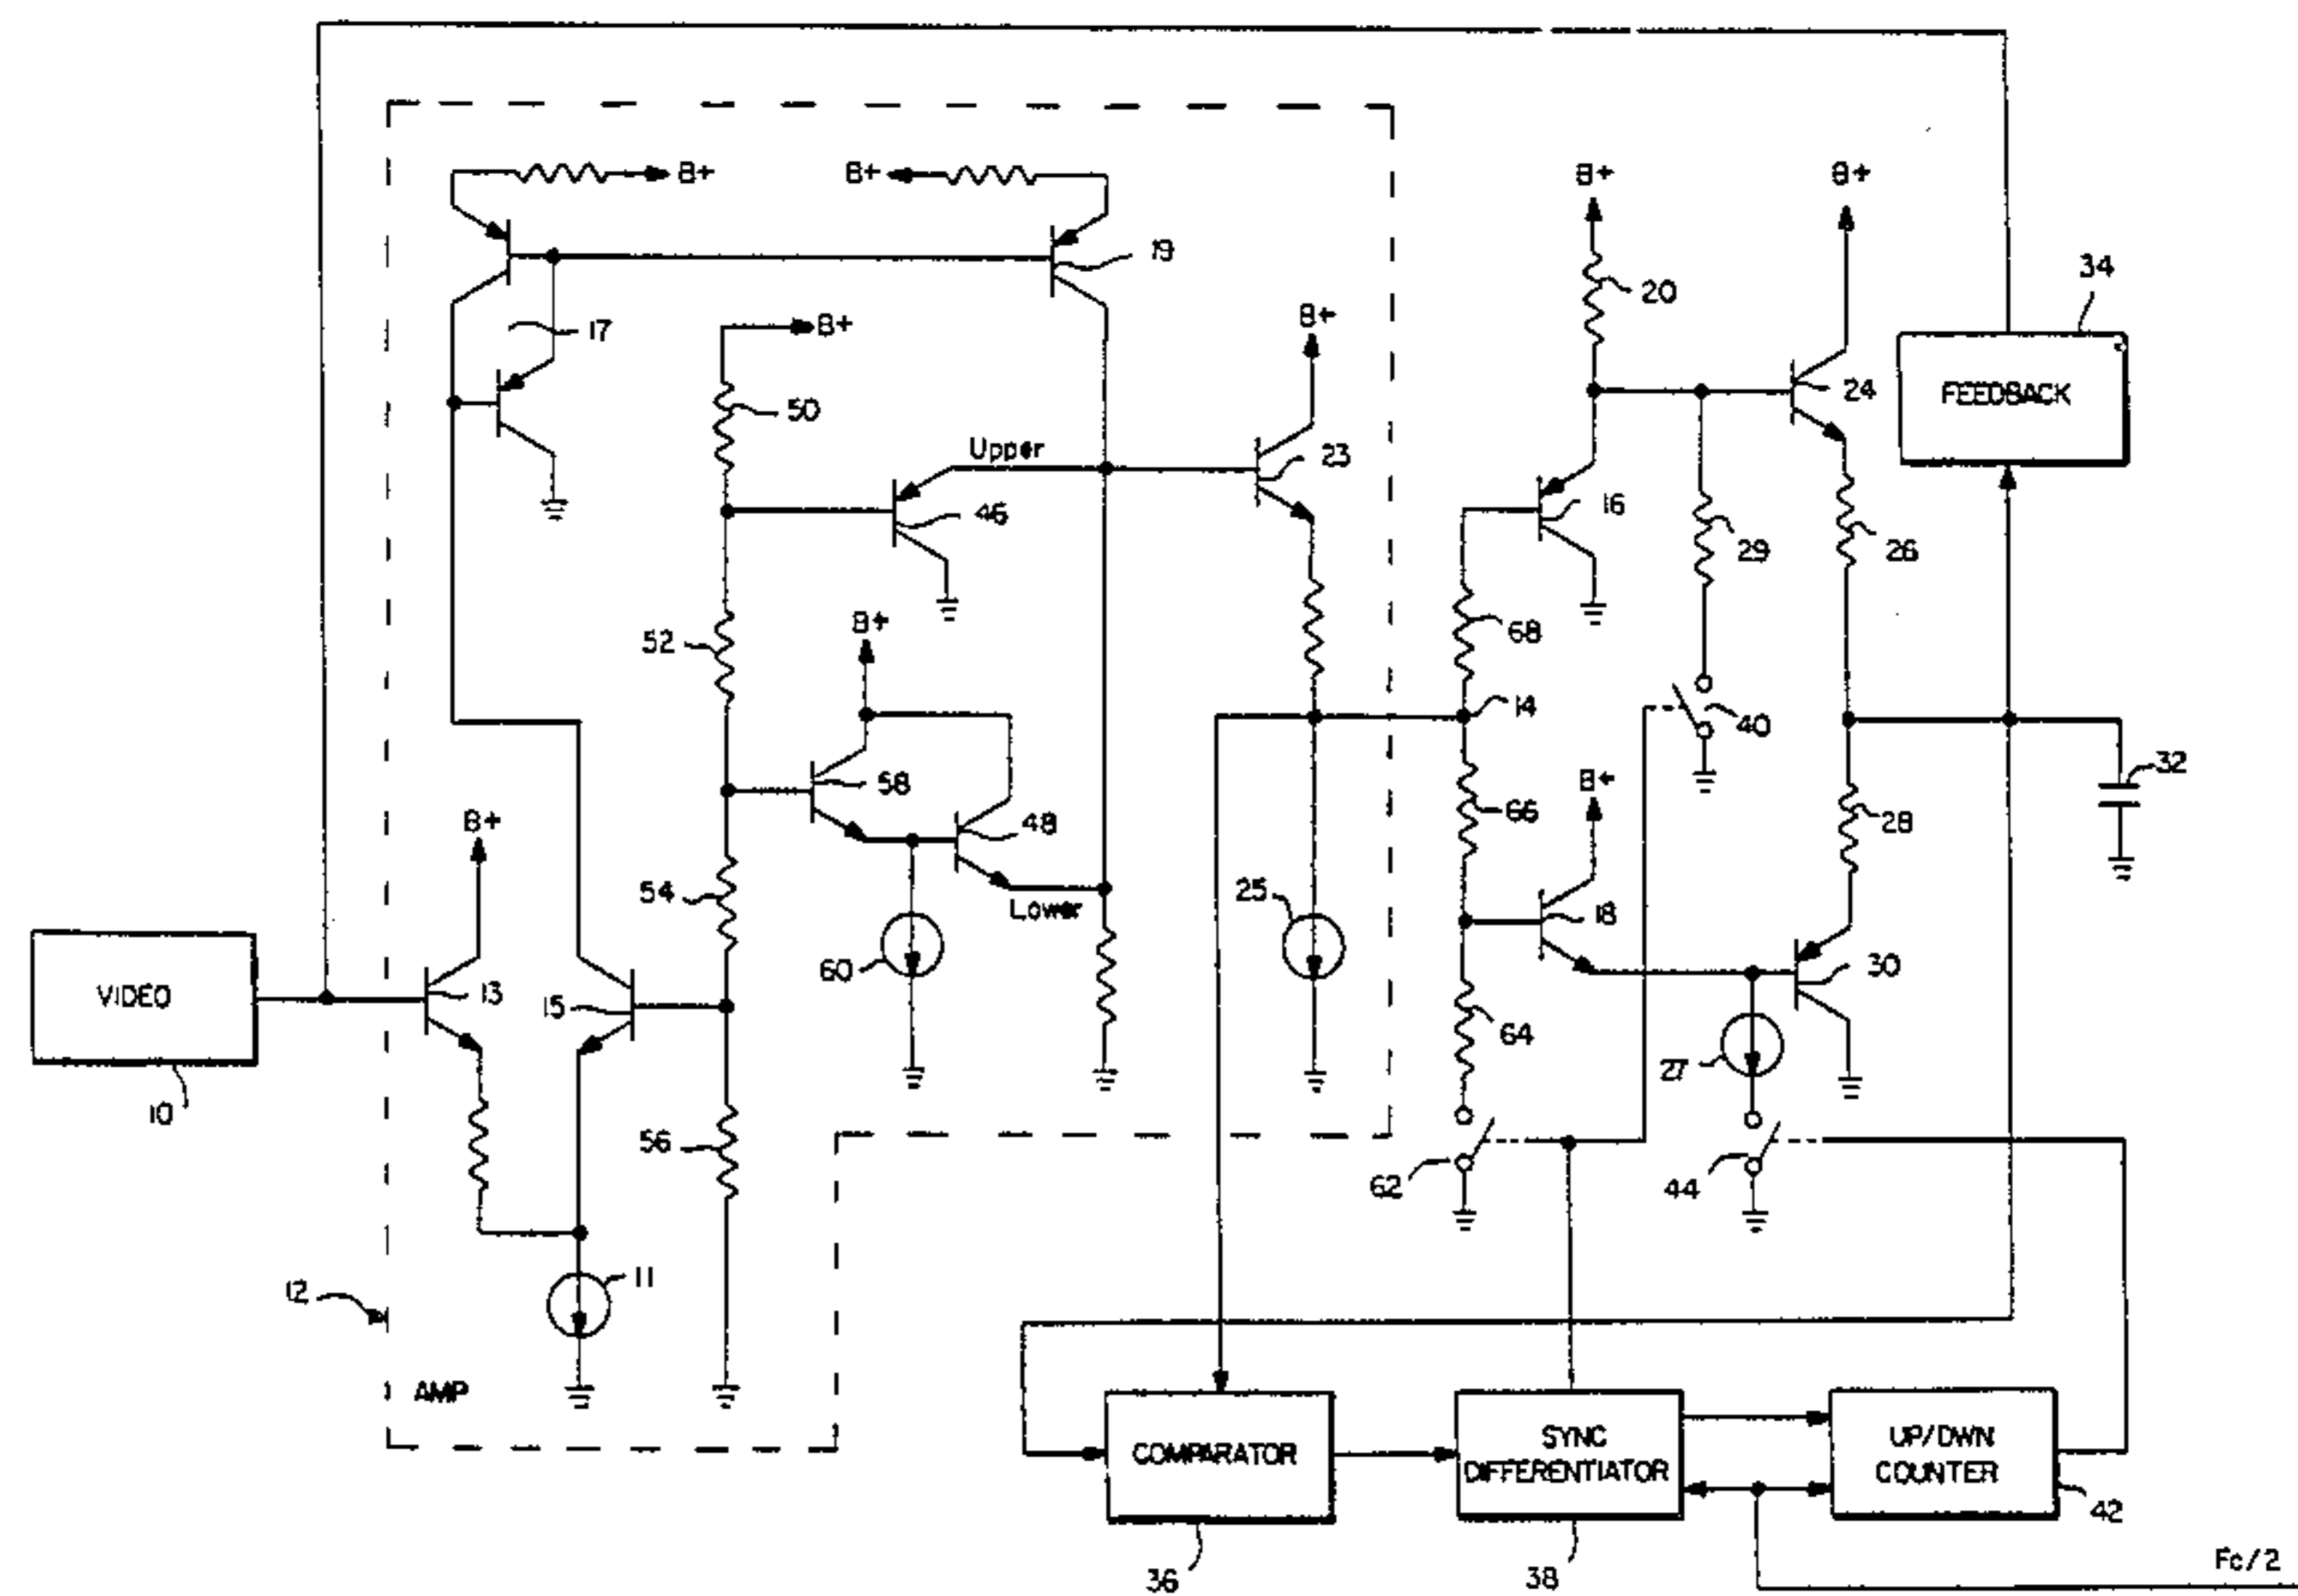 B+
B+
B+
B+
19
34
17
20
B+
B+
24
FEEDBACK
50
Upper
23
46
16
29
26
52
B+
68
14
40
58
32
B+
66
B+
48
28
54
25
Lower
18
VIDEO
13
15
60
64
30
27
10
56
62
44
11
12
AMP
COMPARATOR
SYNC
DIFFERENTIATOR
UP/DWN
COUNTER
42
36
38
Fc/2